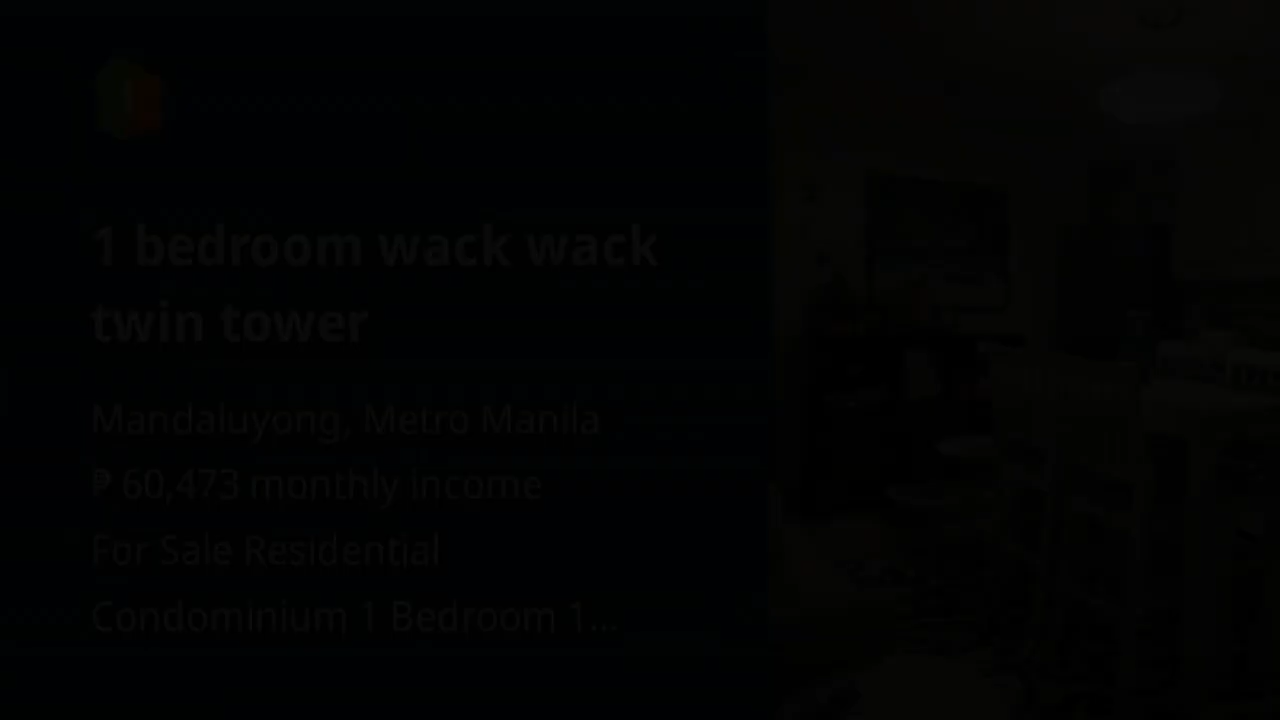 1 bedroom wack wack
twin tower
Mandaluyong, Metro Manila
₱ 60,473 monthly income
For Sale Residential
Condominium 1 Bedroom 1...